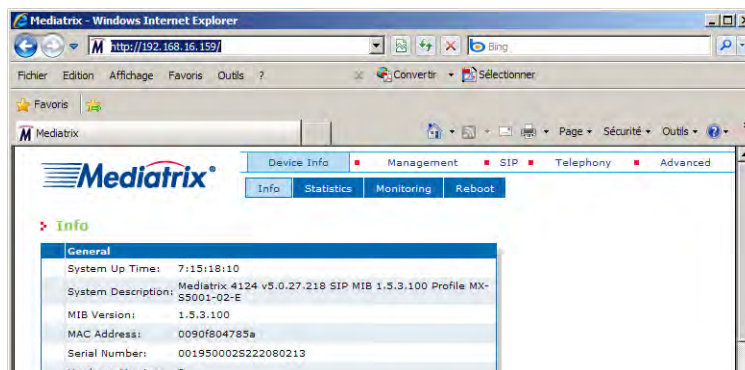 Mediatrix - Windows Internet Explorer
http://192.168.16.159/
Bing
Fichier Edition Affichage Favoris Outils ?
Convertir Sélectionner
Favoris
Mediatrix
Page Sécurité Outils
Device Info Management SIP Telephony Advanced
Mediatrix
Info Statistics Monitoring Reboot
Info
General
System Up Time: 7:15:18:10
System Description: Mediatrix 4124 v5.0.27.218 SIP MIB 1.5.3.100 Profile MX-
S5001-02-E
MIB Version: 1.5.3.100
MAC Address: 0090f804785a
Serial Number: 001950002S222080213